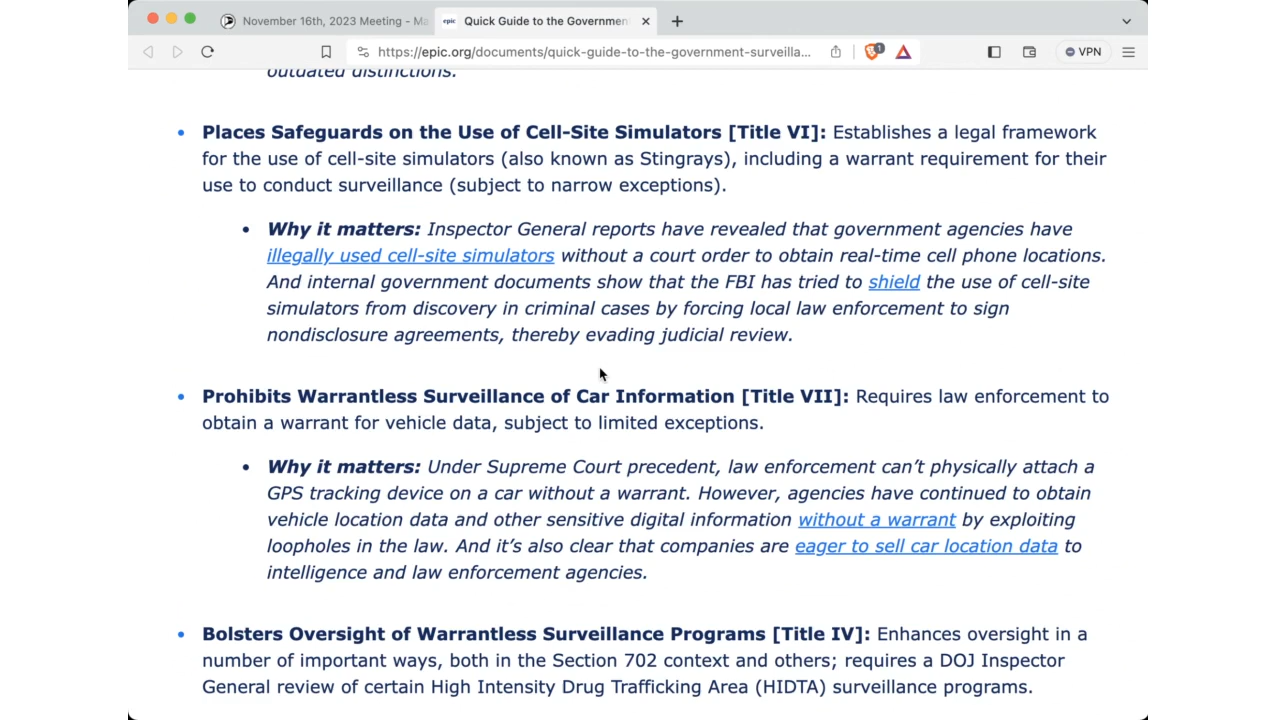 November 16th, 2023 Meeting - Ma
epic Quick Guide to the Government
https://epic.org/documents/quick-guide-to-the-government-surveilla...
1
VPN
outdated distinctions.
Places Safeguards on the Use of Cell-Site Simulators [Title VI]: Establishes a legal framework
for the use of cell-site simulators (also known as Stingrays), including a warrant requirement for their
use to conduct surveillance (subject to narrow exceptions).
Why it matters: Inspector General reports have revealed that government agencies have
illegally used cell-site simulators without a court order to obtain real-time cell phone locations.
And internal government documents show that the FBI has tried to shield the use of cell-site
simulators from discovery in criminal cases by forcing local law enforcement to sign
nondisclosure agreements, thereby evading judicial review.
Prohibits Warrantless Surveillance of Car Information [Title VII]: Requires law enforcement to
obtain a warrant for vehicle data, subject to limited exceptions.
Why it matters: Under Supreme Court precedent, law enforcement can’t physically attach a
GPS tracking device on a car without a warrant. However, agencies have continued to obtain
vehicle location data and other sensitive digital information without a warrant by exploiting
loopholes in the law. And it’s also clear that companies are eager to sell car location data to
intelligence and law enforcement agencies.
Bolsters Oversight of Warrantless Surveillance Programs [Title IV]: Enhances oversight in a
number of important ways, both in the Section 702 context and others; requires a DOJ Inspector
General review of certain High Intensity Drug Trafficking Area (HIDTA) surveillance programs.